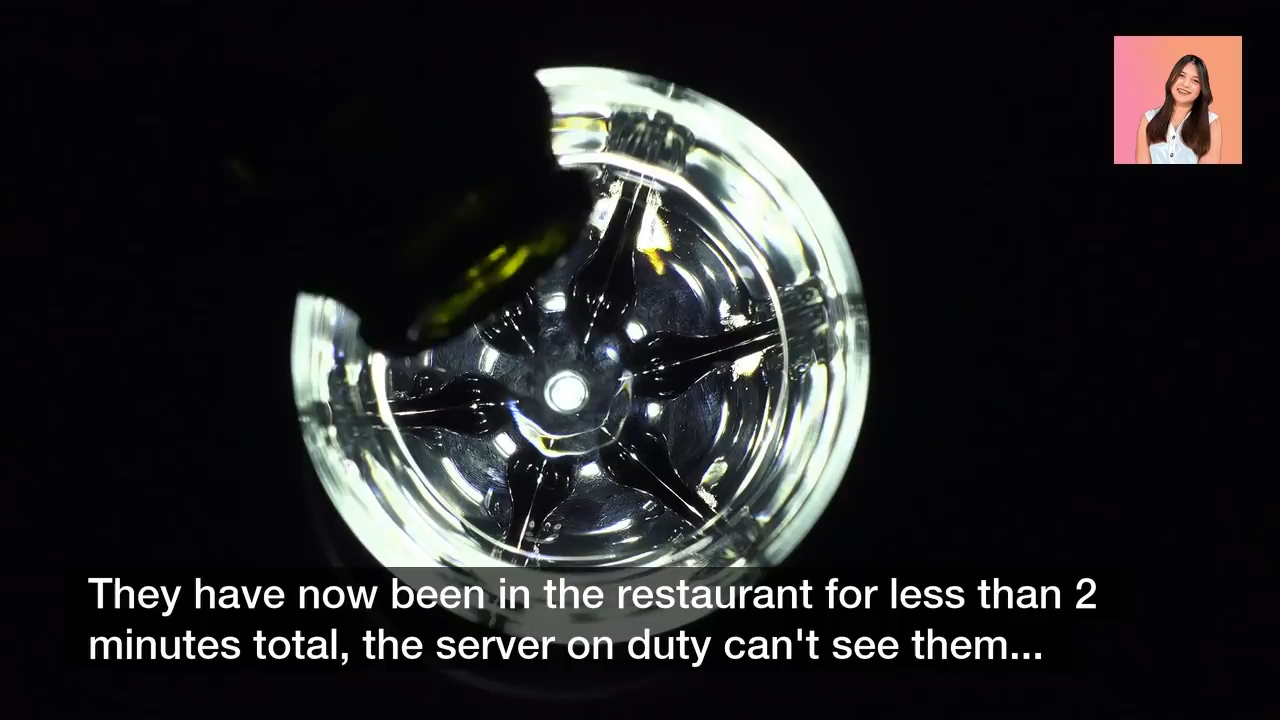 They have now been in the restaurant for less than 2
minutes total, the server on duty can't see them...